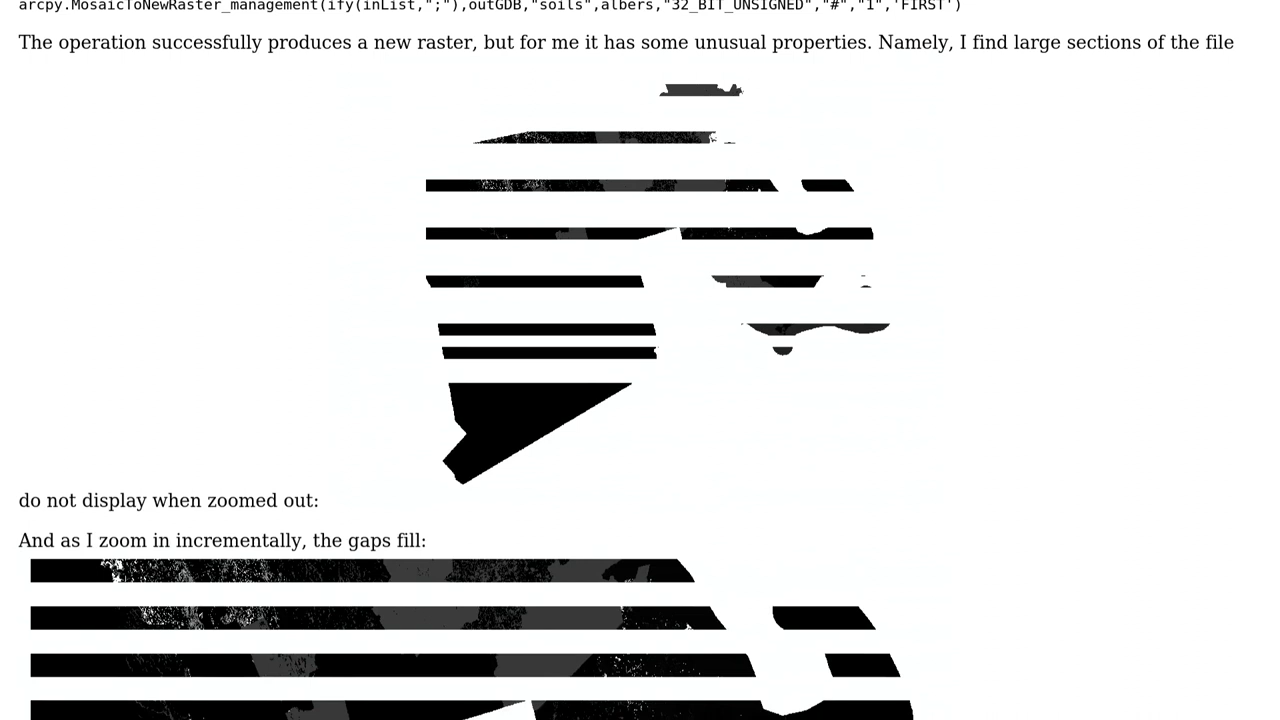 arcpy.MosaicToNewRaster_management(ify(inList,";"),outGDB,"soils",albers,"32_BIT_UNSIGNED","#","1",'FIRST')
The operation successfully produces a new raster, but for me it has some unusual properties. Namely, I find large sections of the file
do not display when zoomed out:
And as I zoom in incrementally, the gaps fill: